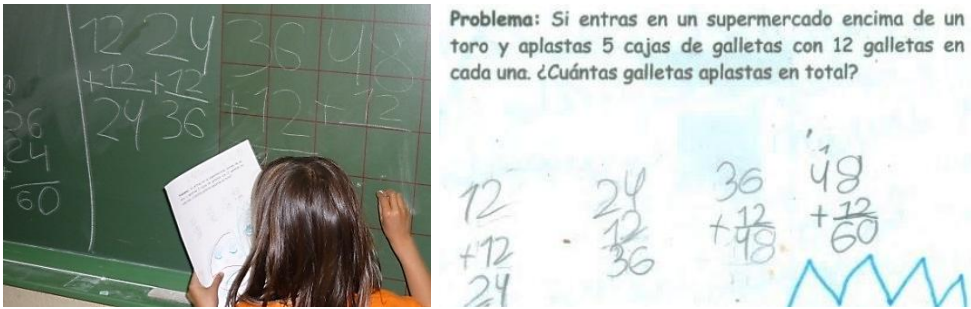 12 24 36 48
+12 +12 +12 +12
24 36
24
60
Problema: Si entras en un supermercado encima de un
toro y aplastas 5 cajas de galletas con 12 galletas en
cada una. ¿Cuántas galletas aplastas en total?
1
12 24 36 48
+12 12 +12 +12
24 36 48 60